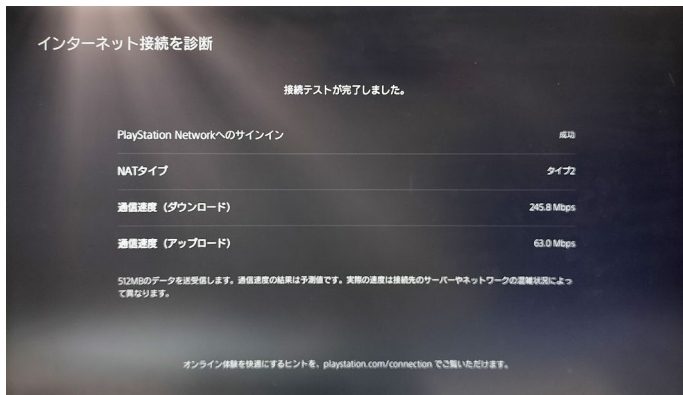 インターネット接続を診断
接続テストが完了しました。
PlayStation Networkへのサインイン 成功
NATタイプ タイプ2
通信速度（ダウンロード） 245.8 Mbps
通信速度（アップロード） 63.0 Mbps
512MBのデータを送受信します。通信速度の結果は予測値です。実際の速度は接続先のサーバーやネットワークの混雑状況によっ
て異なります。
オンライン体験を快適にするヒントを、playstation.com/connection でご覧いただけます。